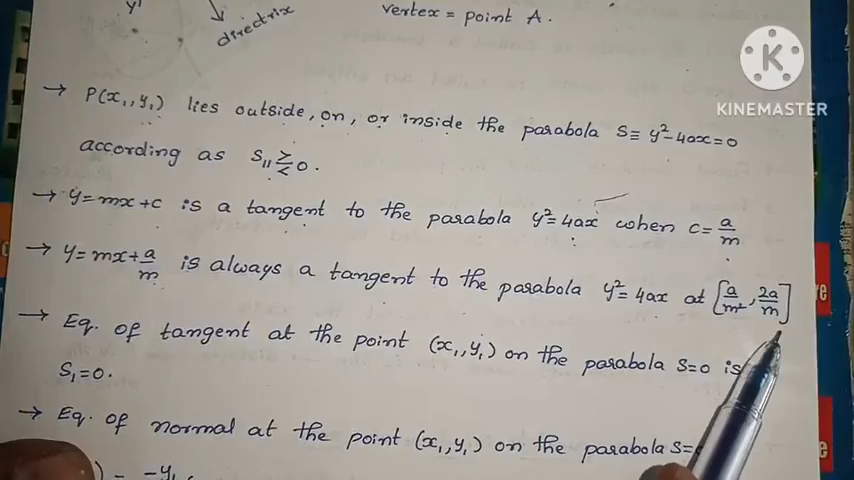 y'
directrix
vertex = point A.
K
KINEMASTER
→ P(x₁,y₁) lies outside, on, or inside the parabola S ≡ y²-4ax=0
according as S₁₁ ⪌ 0.
→ y=mx+c is a tangent to the parabola y²=4ax when c=a/m
→ y=mx+a/m is always a tangent to the parabola y²=4ax at [a/m², 2a/m]
→ Eq. of tangent at the point (x₁,y₁) on the parabola S=0 is
S₁=0.
→ Eq. of normal at the point (x₁,y₁) on the parabola S=
) = -y₁